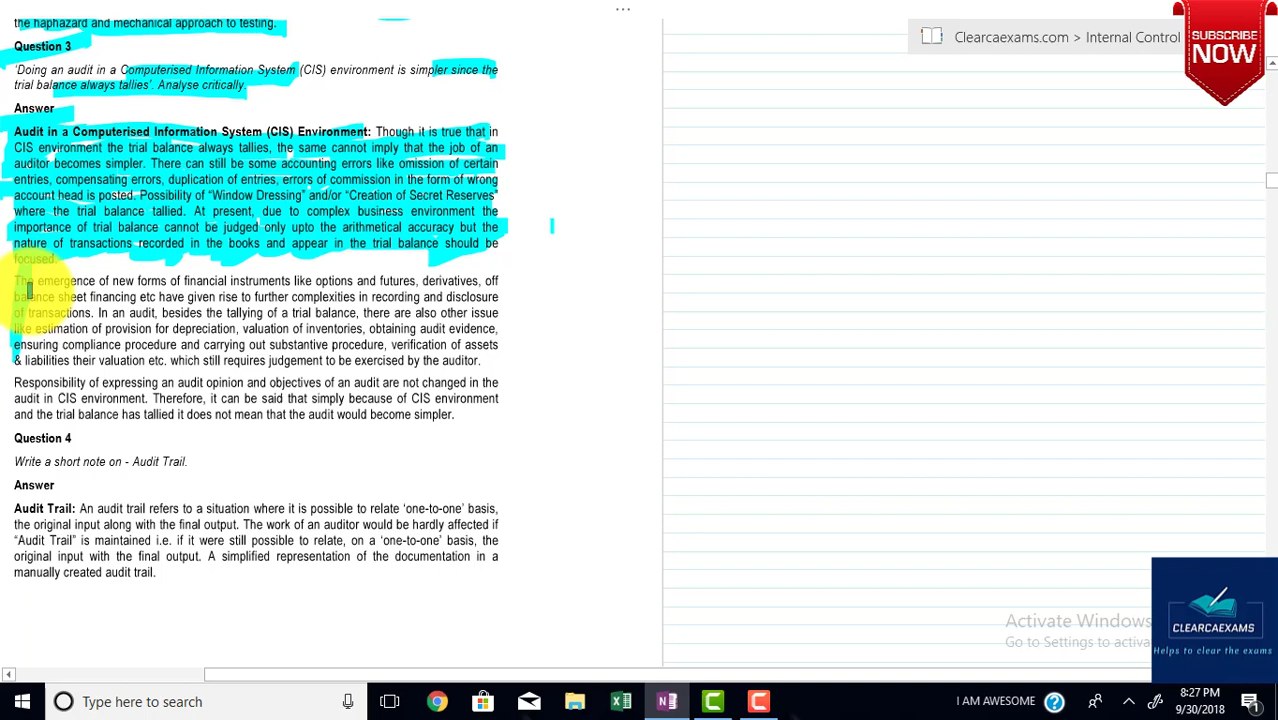 the haphazard and mechanical approach to testing.
Question 3
'Doing an audit in a Computerised Information System (CIS) environment is simpler since the
trial balance always tallies'. Analyse critically.
Answer
Audit in a Computerised Information System (CIS) Environment: Though it is true that in
CIS environment the trial balance always tallies, the same cannot imply that the job of an
auditor becomes simpler. There can still be some accounting errors like omission of certain
entries, compensating errors, duplication of entries, errors of commission in the form of wrong
account head is posted. Possibility of "Window Dressing" and/or "Creation of Secret Reserves"
where the trial balance tallied. At present, due to complex business environment the
importance of trial balance cannot be judged only upto the arithmetical accuracy but the
nature of transactions recorded in the books and appear in the trial balance should be
focused.
The emergence of new forms of financial instruments like options and futures, derivatives, off
balance sheet financing etc have given rise to further complexities in recording and disclosure
of transactions. In an audit, besides the tallying of a trial balance, there are also other issue
like estimation of provision for depreciation, valuation of inventories, obtaining audit evidence,
ensuring compliance procedure and carrying out substantive procedure, verification of assets
& liabilities their valuation etc. which still requires judgement to be exercised by the auditor.
Responsibility of expressing an audit opinion and objectives of an audit are not changed in the
audit in CIS environment. Therefore, it can be said that simply because of CIS environment
and the trial balance has tallied it does not mean that the audit would become simpler.
Question 4
Write a short note on - Audit Trail.
Answer
Audit Trail: An audit trail refers to a situation where it is possible to relate 'one-to-one' basis,
the original input along with the final output. The work of an auditor would be hardly affected if
"Audit Trail" is maintained i.e. if it were still possible to relate, on a 'one-to-one' basis, the
original input with the final output. A simplified representation of the documentation in a
manually created audit trail.
Clearcaexams.com > Internal Control
SUBSCRIBE
NOW
Activate Windows
Go to Settings to activa
CLEARCAEXAMS
Helps to clear the exams
Type here to search
I AM AWESOME
8:27 PM
9/30/2018